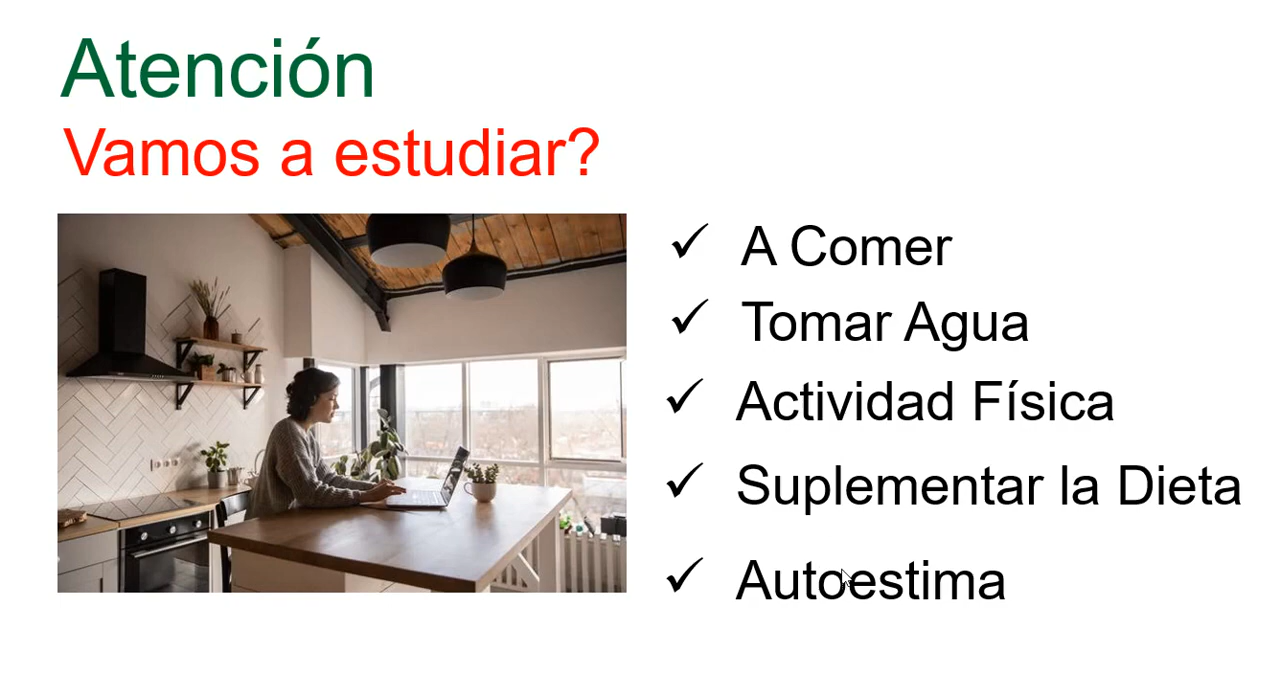 Atención
Vamos a estudiar?
✓ A Comer
✓ Tomar Agua
✓ Actividad Física
✓ Suplementar la Dieta
✓ Autoestima